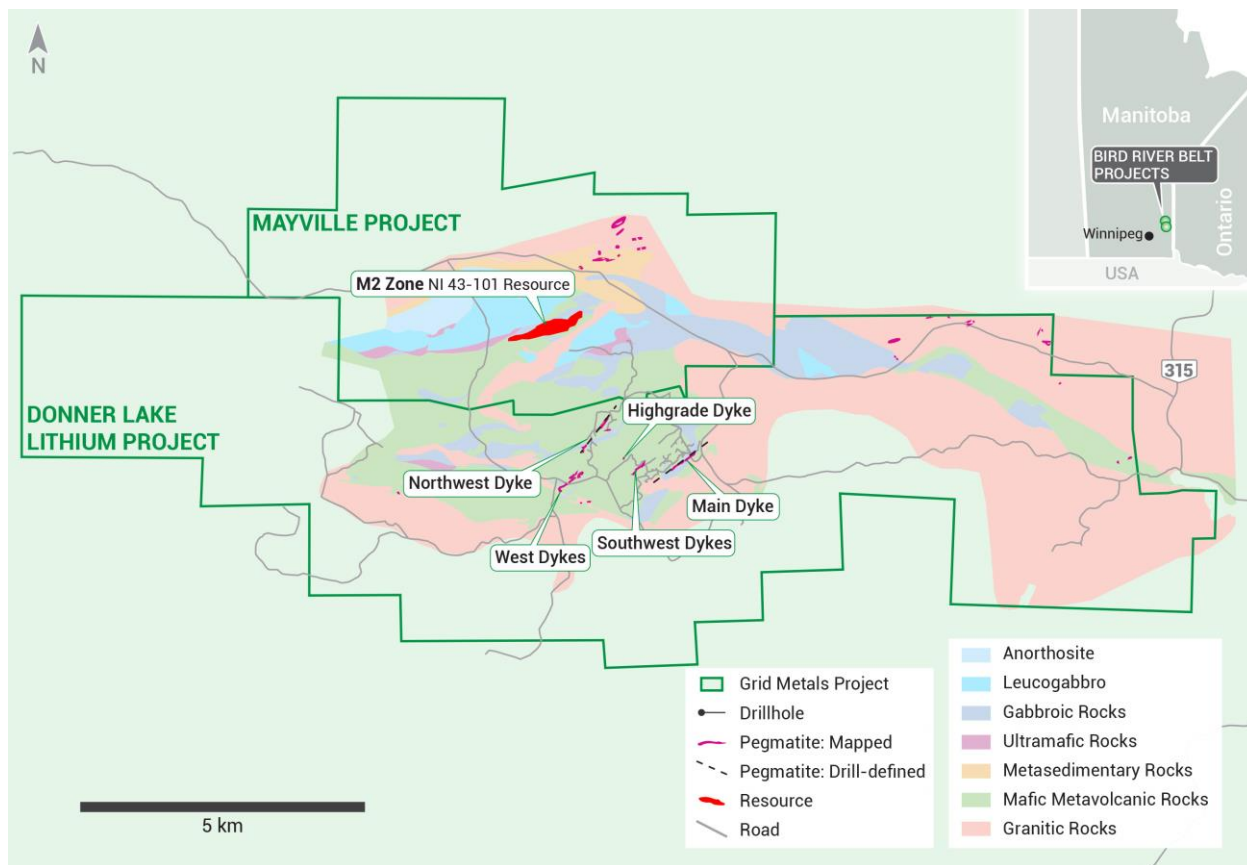 N
Manitoba
BIRD RIVER BELT
PROJECTS
Winnipeg
Ontario
USA
MAYVILLE PROJECT
M2 Zone NI 43-101 Resource
315
DONNER LAKE
LITHIUM PROJECT
Highgrade Dyke
Northwest Dyke
Main Dyke
West Dykes
Southwest Dykes
Grid Metals Project
Drillhole
Pegmatite: Mapped
Pegmatite: Drill-defined
Resource
Road
Anorthosite
Leucogabbro
Gabbroic Rocks
Ultramafic Rocks
Metasedimentary Rocks
Mafic Metavolcanic Rocks
Granitic Rocks
5 km